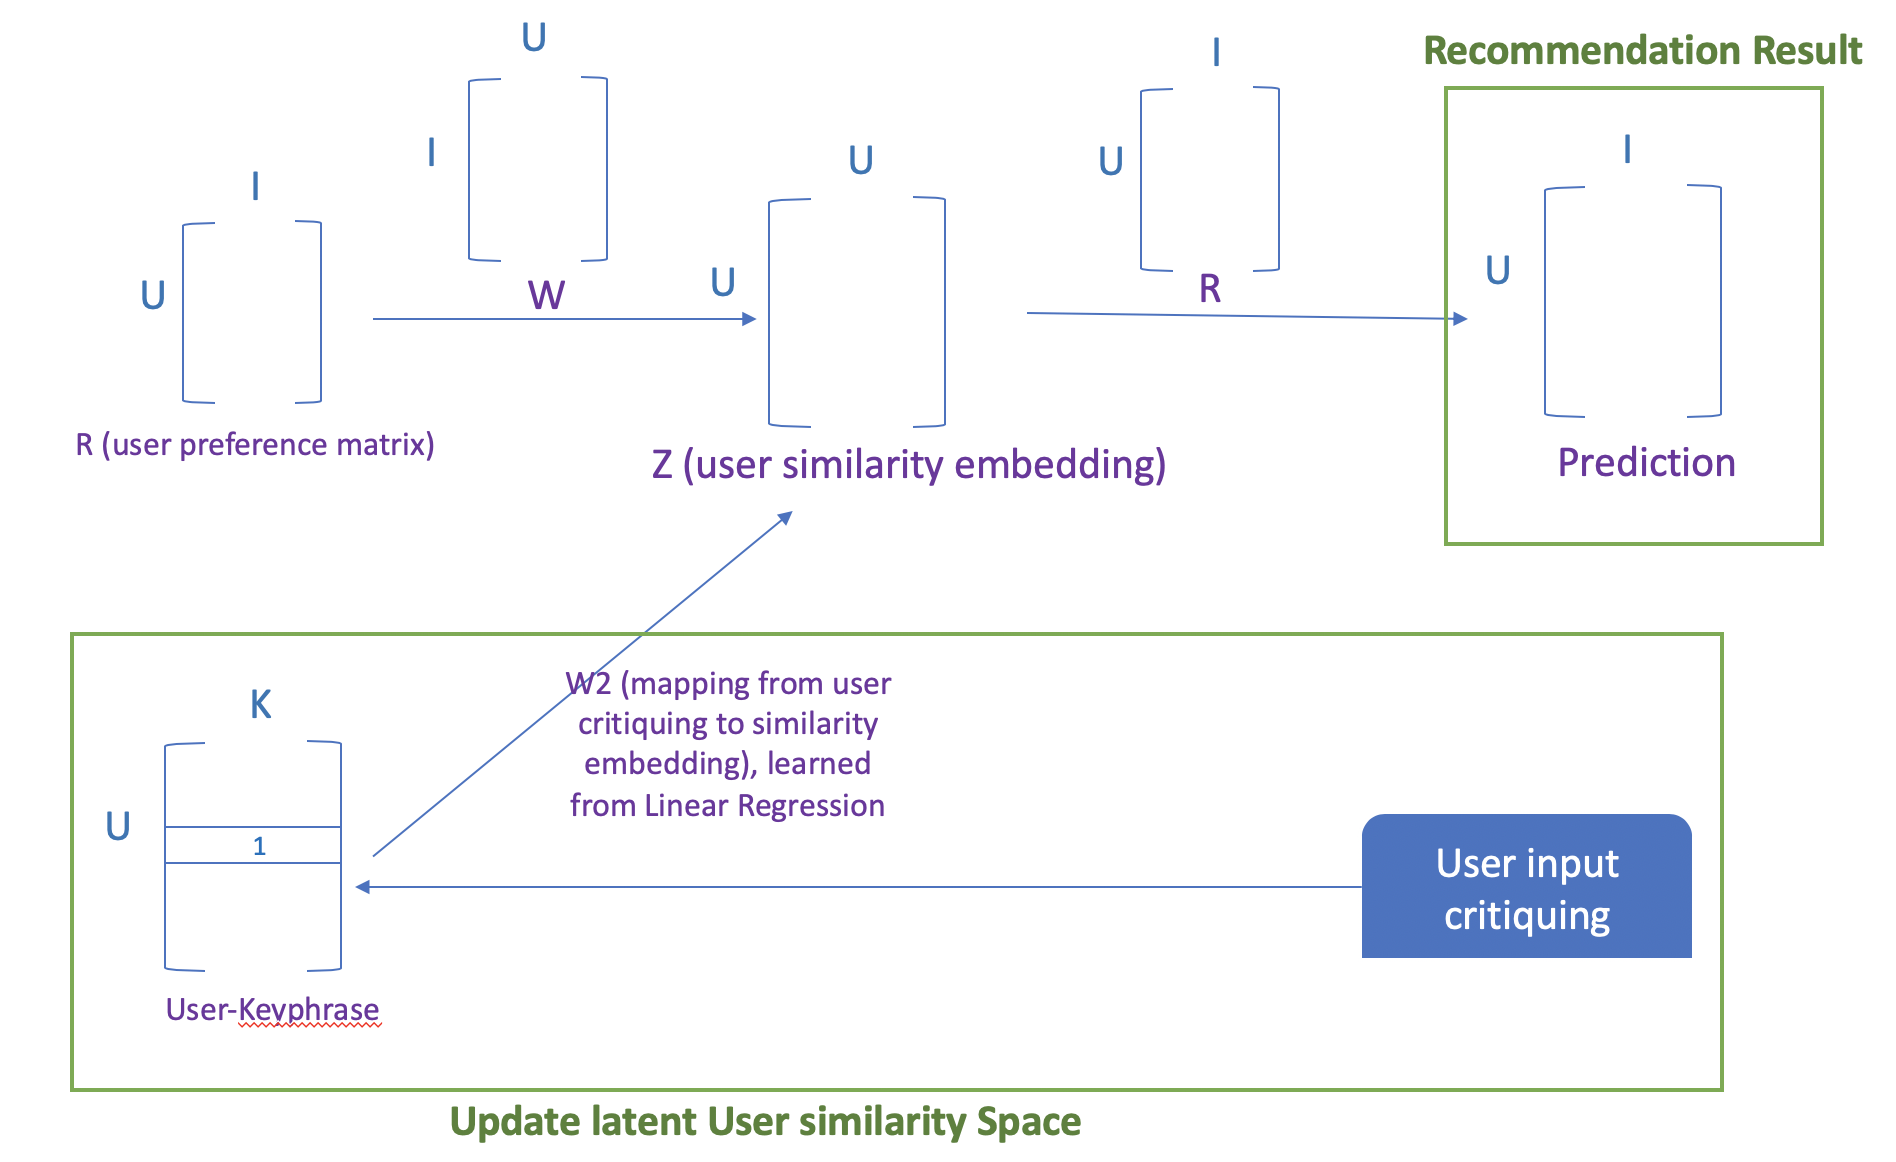 U
I
Recommendation Result
I
I
U
U
I
U
U
W
U
R
U
R (user preference matrix)
Z (user similarity embedding)
Prediction
K
W2 (mapping from user
critiquing to similarity
embedding), learned
from Linear Regression
U
1
User input
critiquing
User-Keyphrase
Update latent User similarity Space